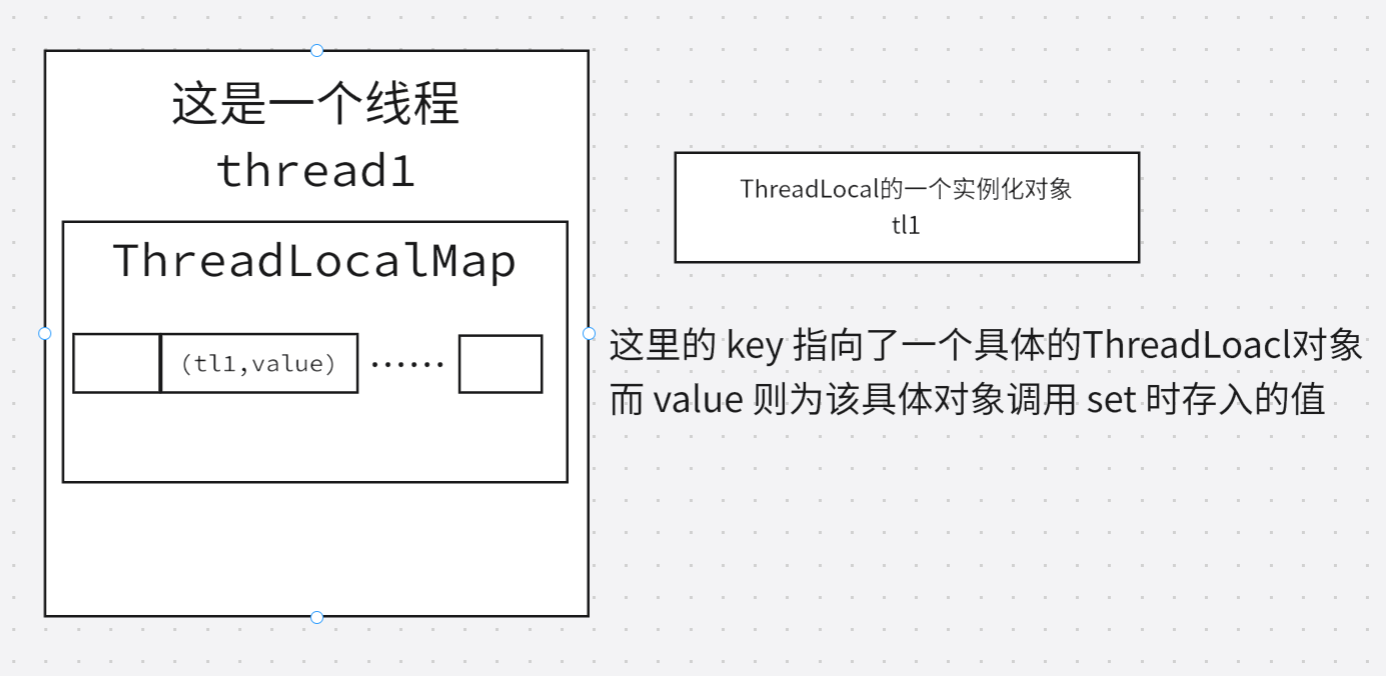 这是一个线程
thread1
ThreadLocalMap
(tl1,value)
······
ThreadLocal的一个实例化对象
tl1
这里的 key 指向了一个具体的ThreadLoacl对象
而 value 则为该具体对象调用 set 时存入的值